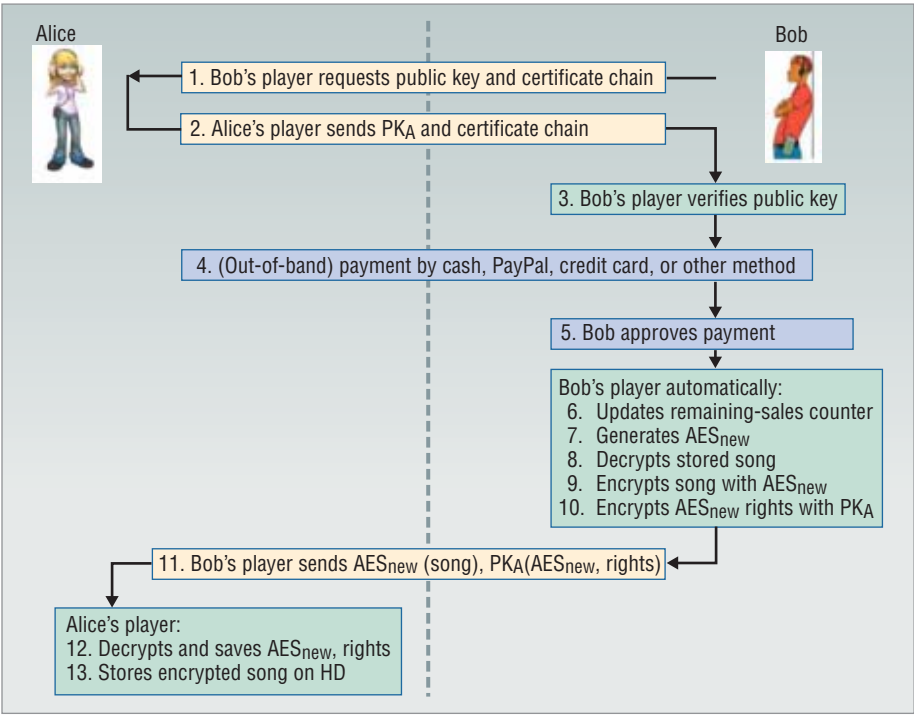 Alice
Bob
1. Bob's player requests public key and certificate chain
2. Alice's player sends PKA and certificate chain
3. Bob's player verifies public key
4. (Out-of-band) payment by cash, PayPal, credit card, or other method
5. Bob approves payment
Bob's player automatically:
6. Updates remaining-sales counter
7. Generates AESnew
8. Decrypts stored song
9. Encrypts song with AESnew
10. Encrypts AESnew rights with PKA
11. Bob's player sends AESnew (song), PKA(AESnew, rights)
Alice's player:
12. Decrypts and saves AESnew, rights
13. Stores encrypted song on HD